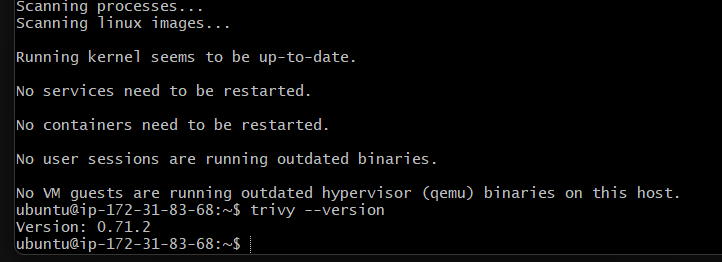 Scanning processes...
Scanning linux images...
Running kernel seems to be up-to-date.
No services need to be restarted.
No containers need to be restarted.
No user sessions are running outdated binaries.
No VM guests are running outdated hypervisor (qemu) binaries on this host.
ubuntu@ip-172-31-83-68:~$ trivy --version
Version: 0.71.2
ubuntu@ip-172-31-83-68:~$